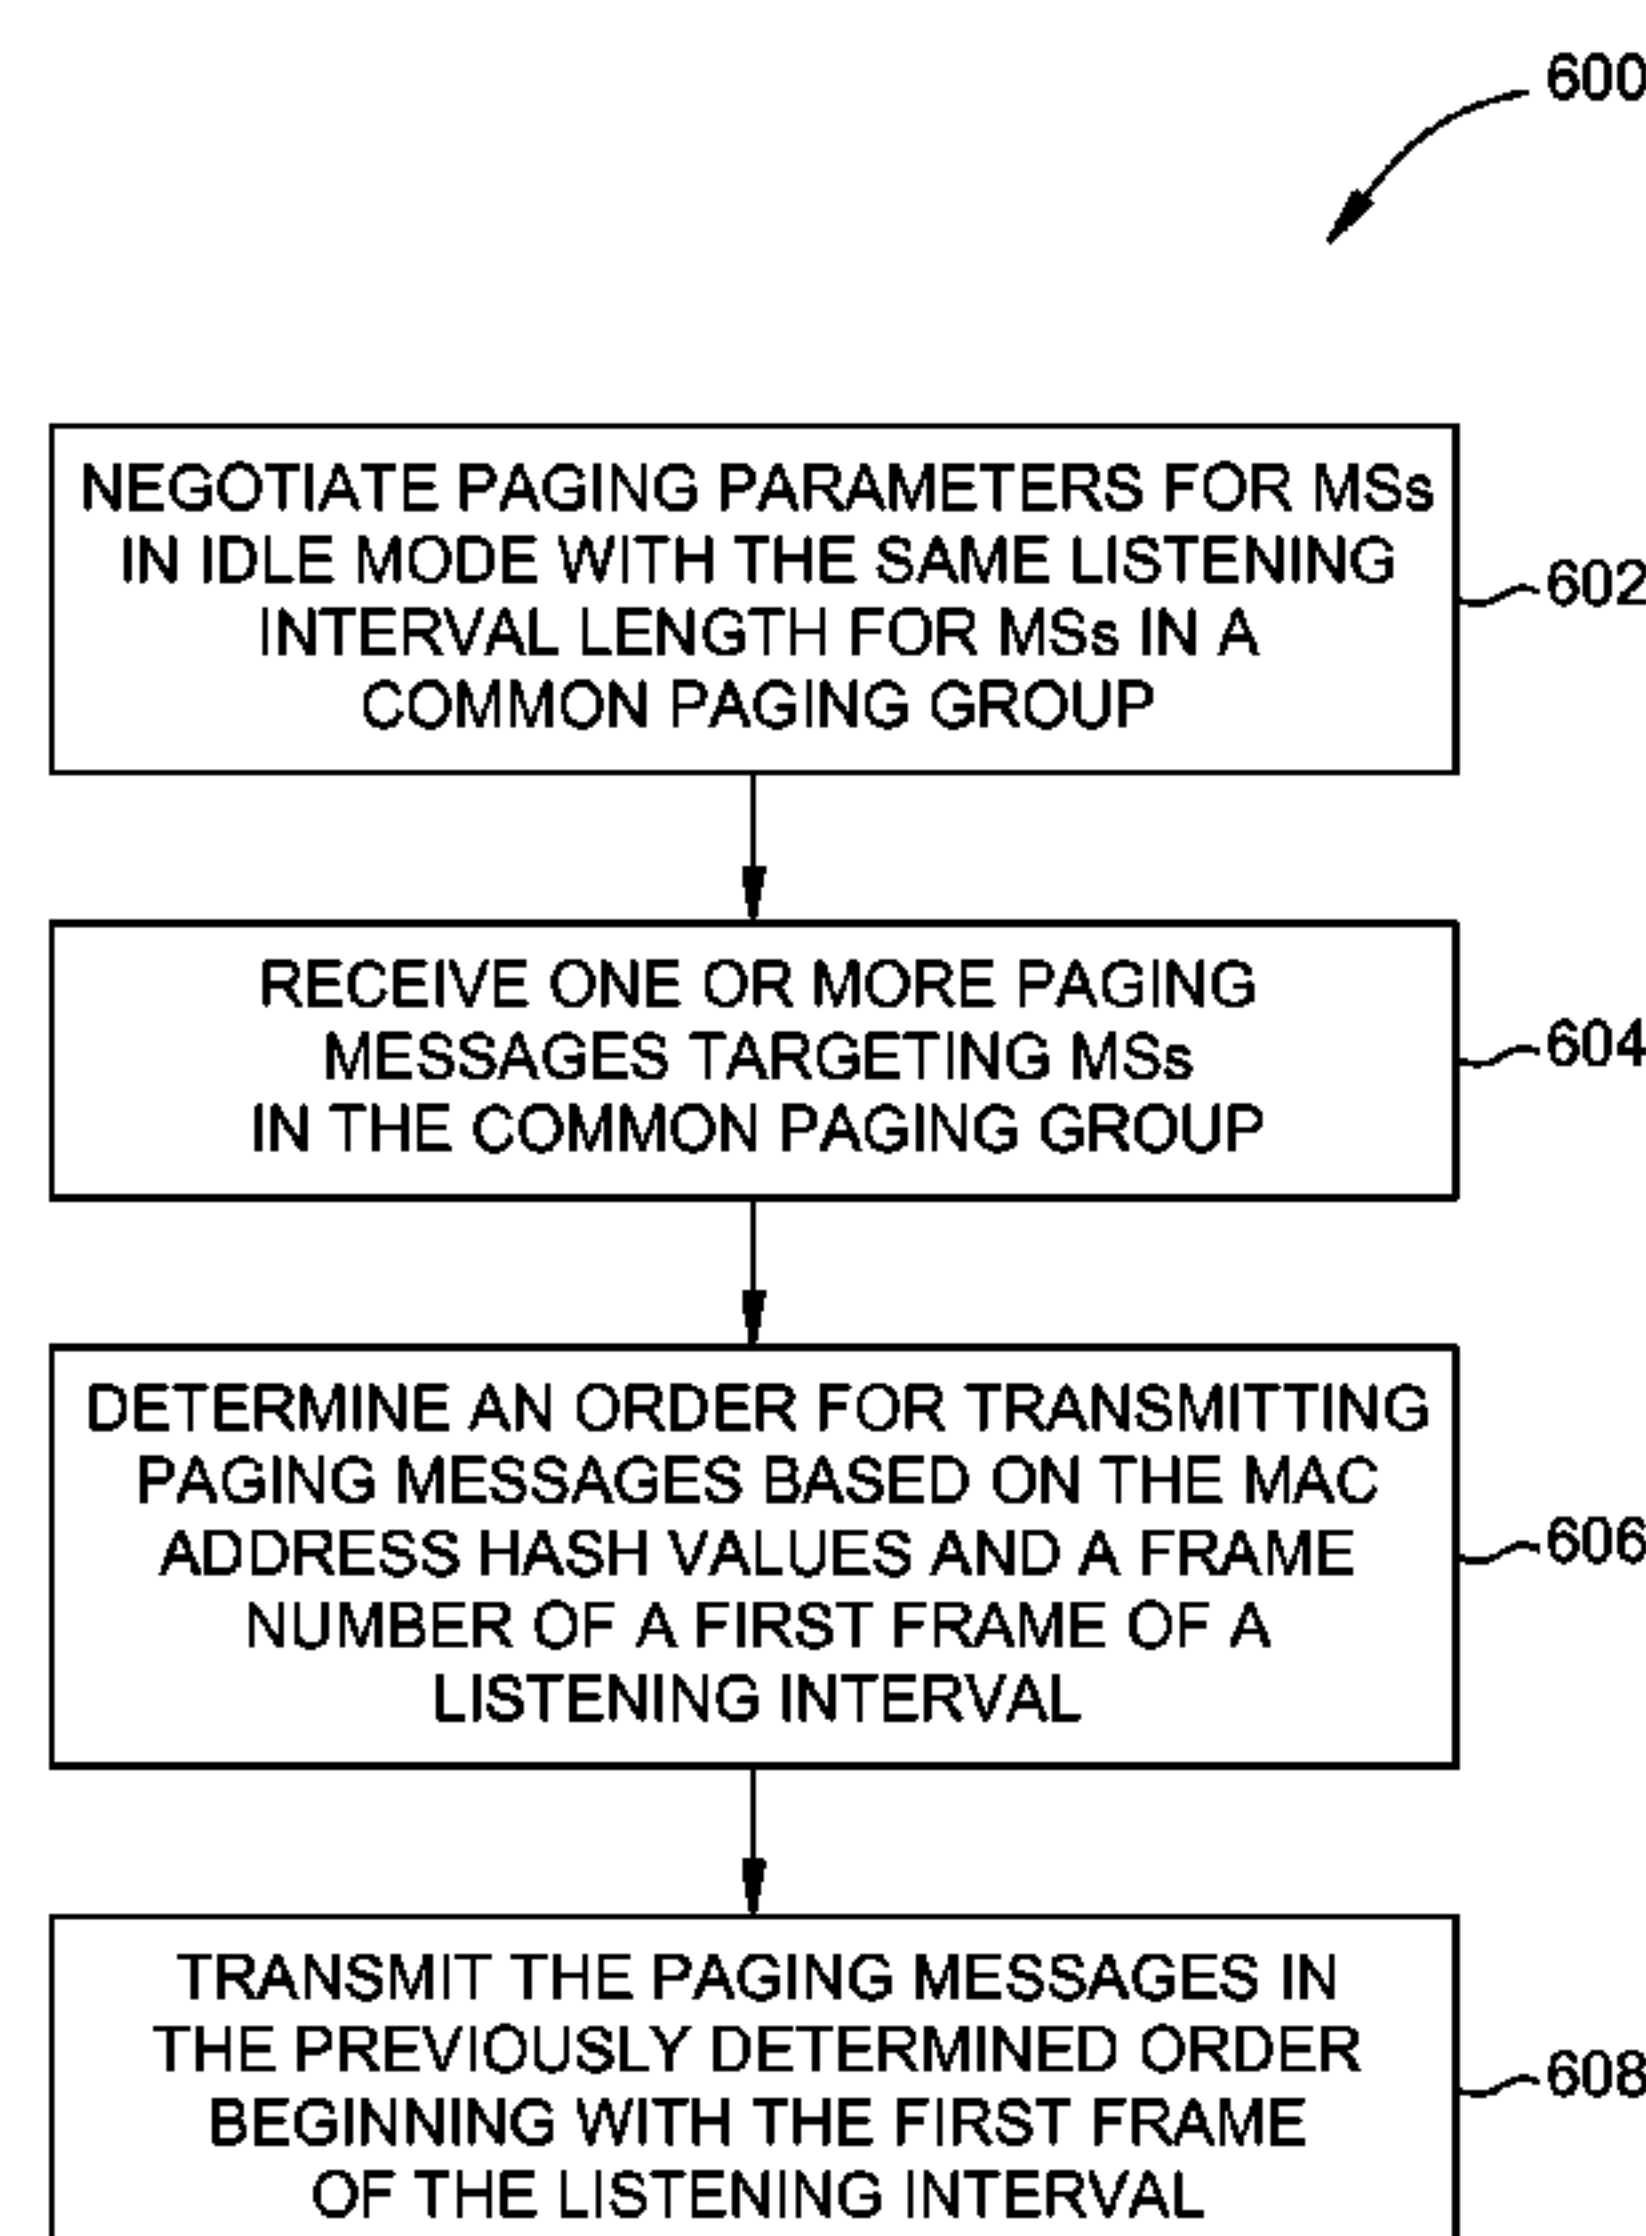 600
NEGOTIATE PAGING PARAMETERS FOR MSs
IN IDLE MODE WITH THE SAME LISTENING
INTERVAL LENGTH FOR MSs IN A
COMMON PAGING GROUP
602
RECEIVE ONE OR MORE PAGING
MESSAGES TARGETING MSs
IN THE COMMON PAGING GROUP
604
DETERMINE AN ORDER FOR TRANSMITTING
PAGING MESSAGES BASED ON THE MAC
ADDRESS HASH VALUES AND A FRAME
NUMBER OF A FIRST FRAME OF A
LISTENING INTERVAL
606
TRANSMIT THE PAGING MESSAGES IN
THE PREVIOUSLY DETERMINED ORDER
BEGINNING WITH THE FIRST FRAME
OF THE LISTENING INTERVAL
608